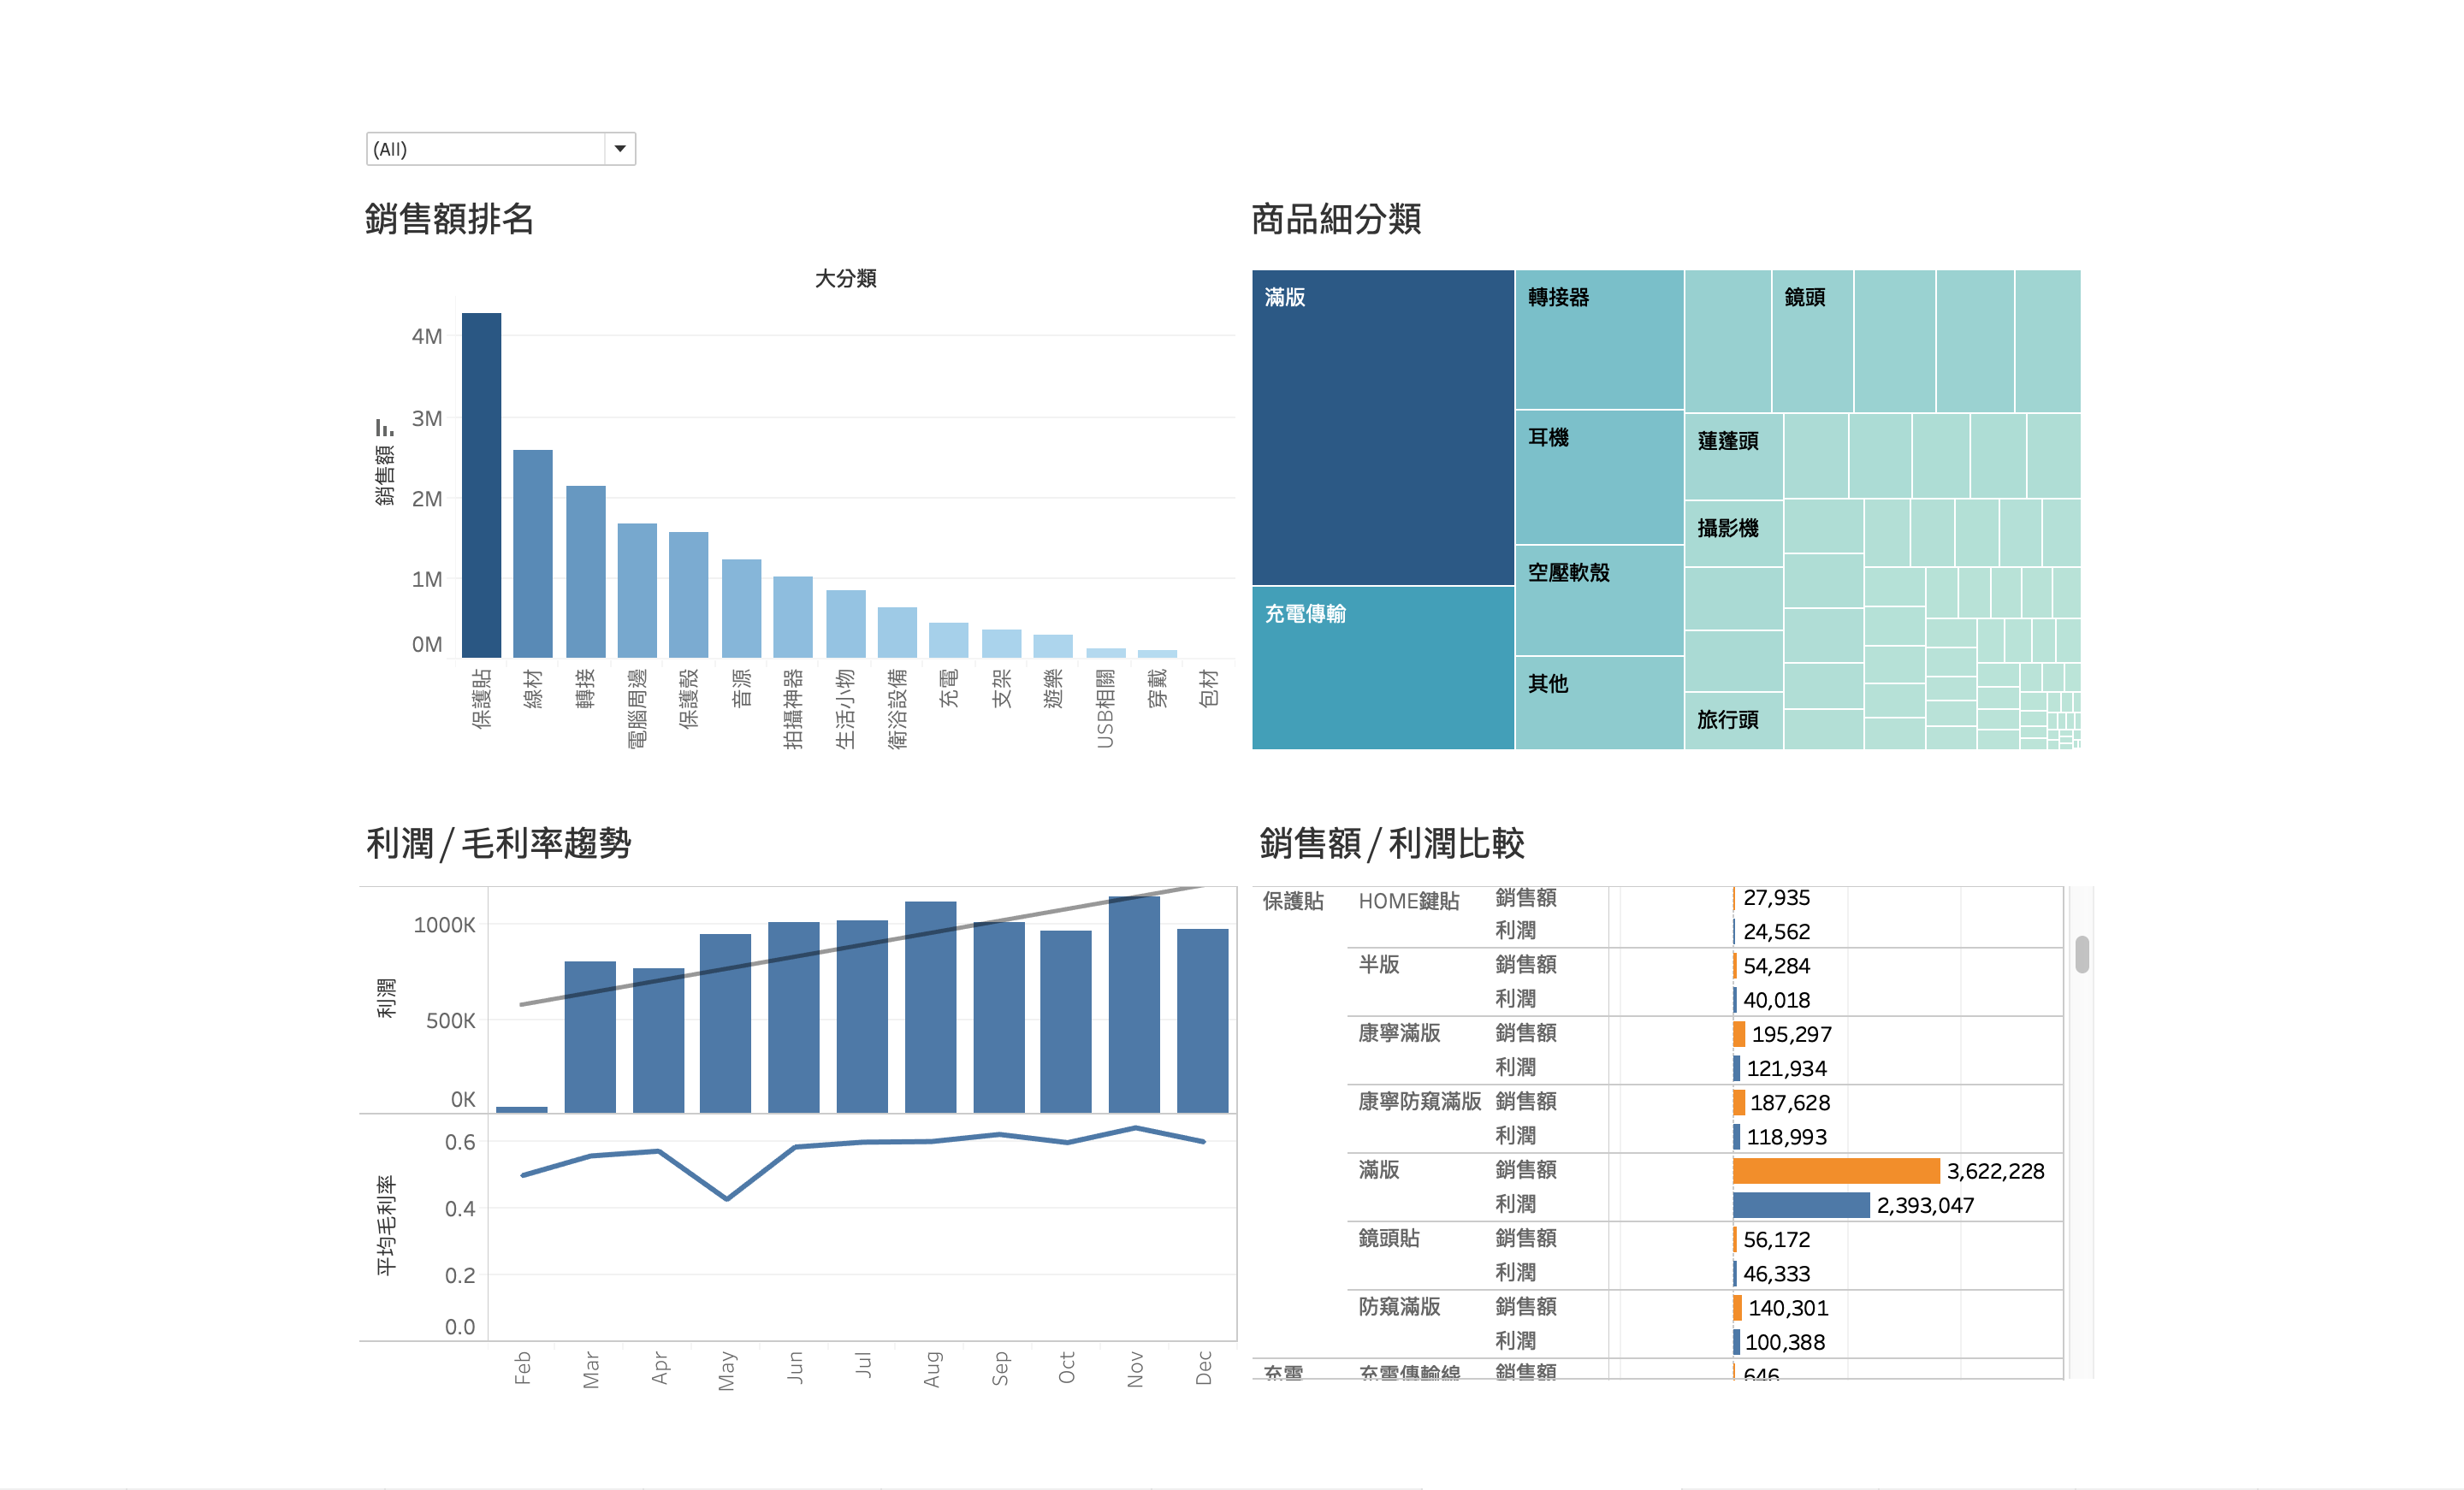 (All)
銷售額排名
大分類
銷售額
4M
3M
2M
1M
0M
保護貼
線材
轉接
電腦周邊
保護殼
音源
拍攝神器
生活小物
衛浴設備
充電
支架
遊樂
USB相關
穿戴
包材
商品細分類
滿版
充電傳輸
轉接器
耳機
空壓軟殼
其他
鏡頭
蓮蓬頭
攝影機
旅行頭
利潤/毛利率趨勢
利潤
1000K
500K
0K
平均毛利率
0.6
0.4
0.2
0.0
Feb
Mar
Apr
May
Jun
Jul
Aug
Sep
Oct
Nov
Dec
銷售額/利潤比較
保護貼 HOME鍵貼 銷售額 27,935
利潤 24,562
半版 銷售額 54,284
利潤 40,018
康寧滿版 銷售額 195,297
利潤 121,934
康寧防窺滿版 銷售額 187,628
利潤 118,993
滿版 銷售額 3,622,228
利潤 2,393,047
鏡頭貼 銷售額 56,172
利潤 46,333
防窺滿版 銷售額 140,301
利潤 100,388
充電 充電傳輸線 銷售額 646